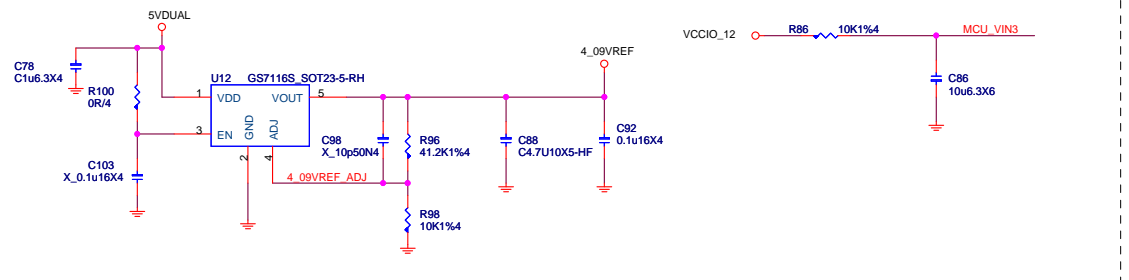 5VDUAL
C78
C1u6.3X4
R100
0R/4
C103
X_0.1u16X4
U12 GS7116S_SOT23-5-RH
1 VDD VOUT 5
3 EN GND ADJ
2 4
4_09VREF_ADJ
C98
X_10p50N4
R96
41.2K1%4
R98
10K1%4
C88
C4.7U10X5-HF
4_09VREF
C92
0.1u16X4
VCCIO_12 R86 10K1%4 MCU_VIN3
C86
10u6.3X6